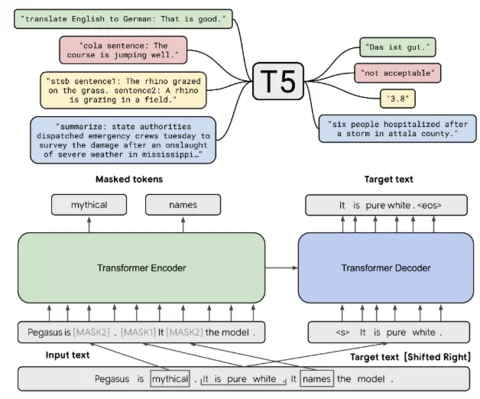 "translate English to German: That is good."
"cola sentence: The
course is jumping well."
"stsb sentence1: The rhino grazed
on the grass. sentence2: A rhino
is grazing in a field."
"summarize: state authorities
dispatched emergency crews tuesday to
survey the damage after an onslaught
of severe weather in mississippi…"
T5
"Das ist gut."
"not acceptable"
"3.8"
"six people hospitalized after
a storm in attala county."
Masked tokens
mythical
names
Target text
It is pure white . <eos>
Transformer Encoder
Transformer Decoder
Pegasus is [MASK2] . [MASK1] It [MASK2] the model .
<s> It is pure white .
Input text
Target text [Shifted Right]
Pegasus is mythical . It is pure white . It names the model .